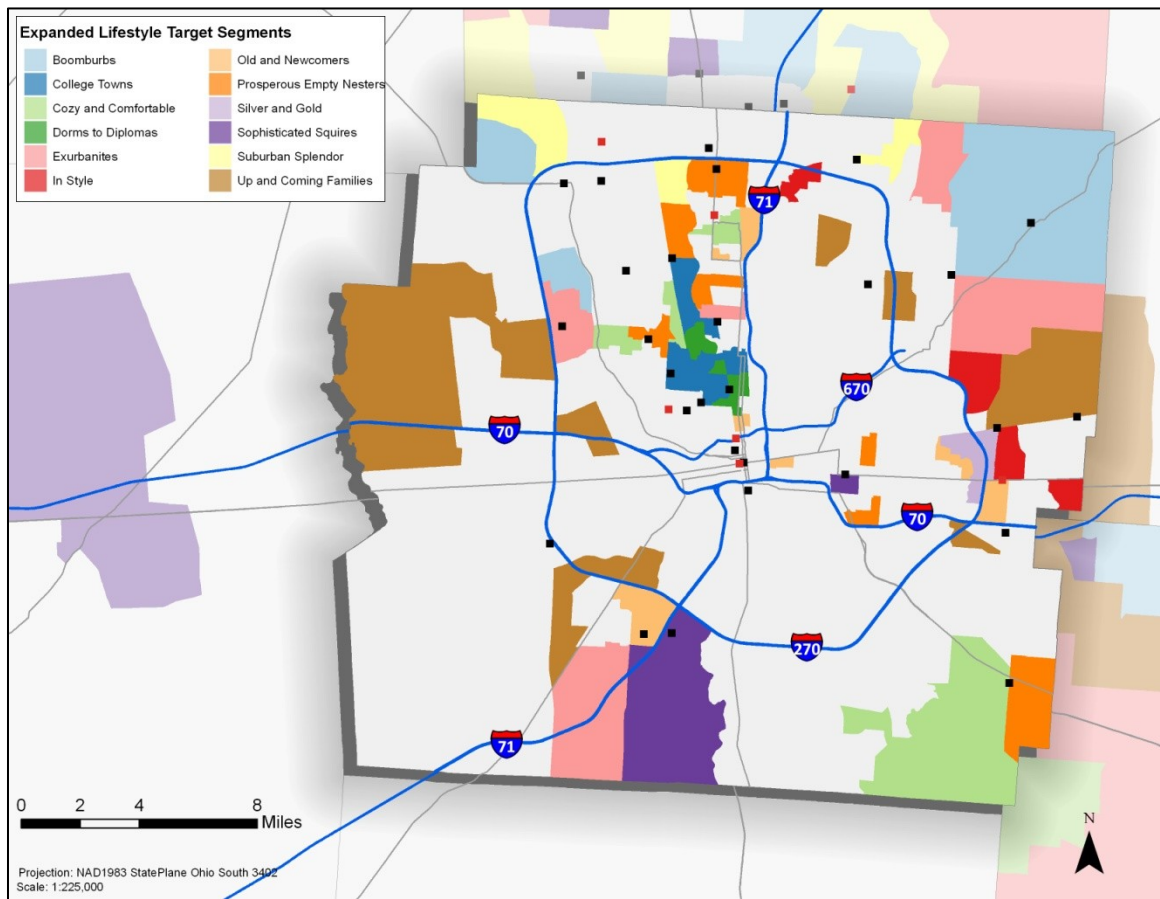 Expanded Lifestyle Target Segments
Boomburbs
College Towns
Cozy and Comfortable
Dorms to Diplomas
Exurbanites
In Style
Old and Newcomers
Prosperous Empty Nesters
Silver and Gold
Sophisticated Squires
Suburban Splendor
Up and Coming Families
71
670
70
70
270
71
0 2 4 8
Miles
N
Projection: NAD1983 StatePlane Ohio South 3402
Scale: 1:225,000